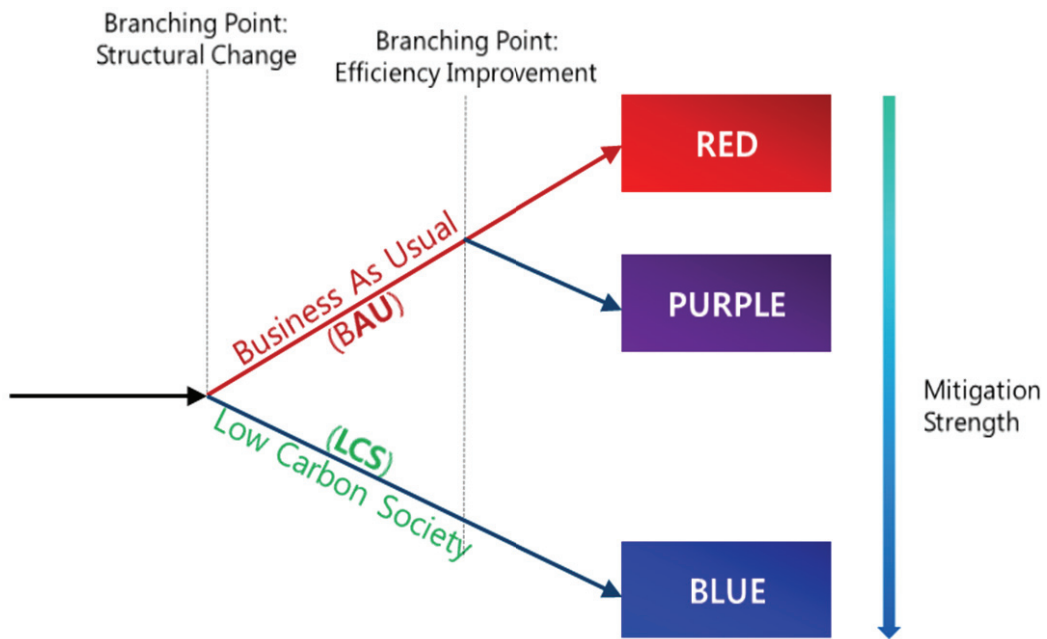 Branching Point:
Structural Change
Branching Point:
Efficiency Improvement
RED
Business As Usual
(BAU)
PURPLE
Mitigation
Strength
(LCS)
Low Carbon Society
BLUE